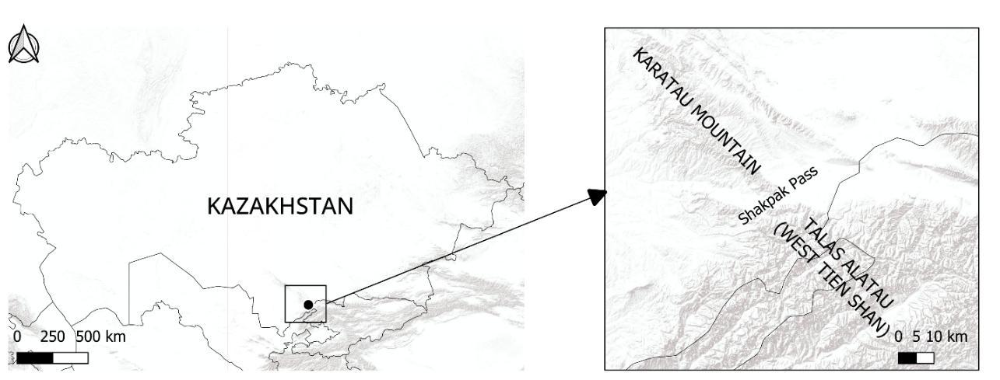 KAZAKHSTAN
0 250 500 km
KARATAU MOUNTAIN
Shakpak Pass
TALAS ALATAU
(WEST TIEN SHAN)
0 5 10 km